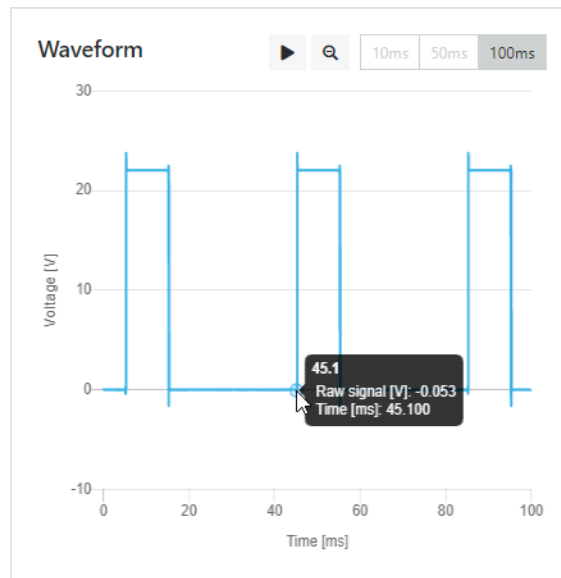 Waveform
10ms 50ms 100ms
30
20
10
0
-10
Voltage [V]
45.1
Raw signal [V]: -0.053
Time [ms]: 45.100
0 20 40 60 80 100
Time [ms]